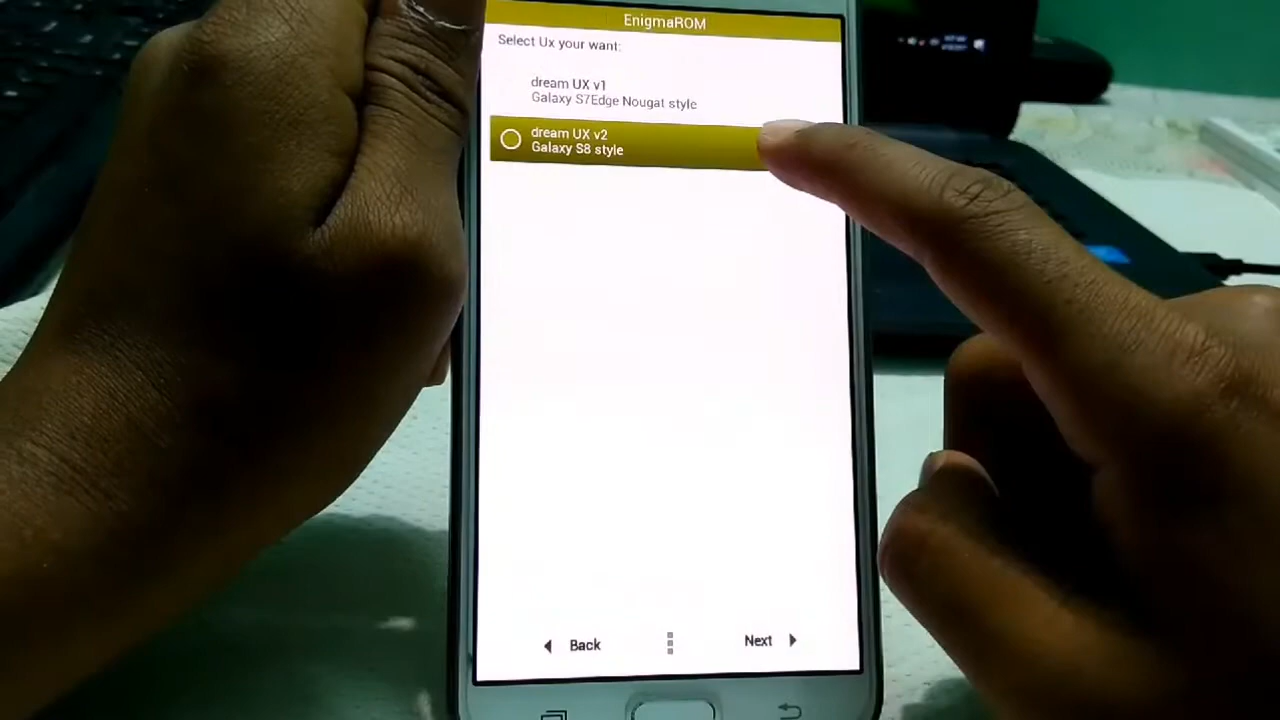 EnigmaROM
Select Ux your want:
dream UX v1
Galaxy S7Edge Nougat style
dream UX v2
Galaxy S8 style
Back
Next